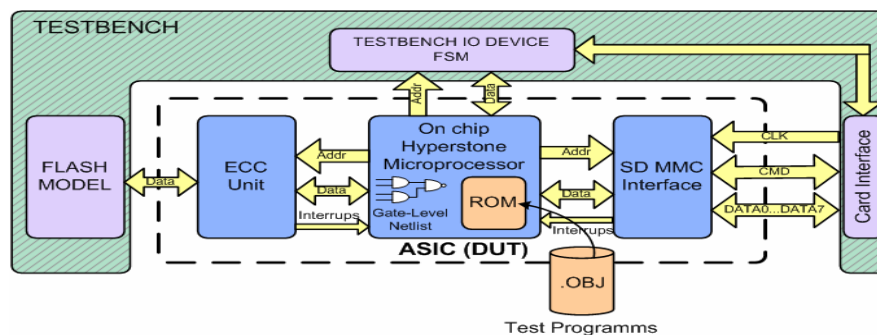 TESTBENCH
TESTBENCH IO DEVICE
FSM
Addr
Data
FLASH
MODEL
Data
ECC
Unit
Addr
Data
Interrups
On chip
Hyperstone
Microprocessor
Gate-Level
Netlist
ROM
Addr
Data
Interrups
SD MMC
Interface
CLK
CMD
DATA0...DATA7
Card Interface
ASIC (DUT)
.OBJ
Test Programms